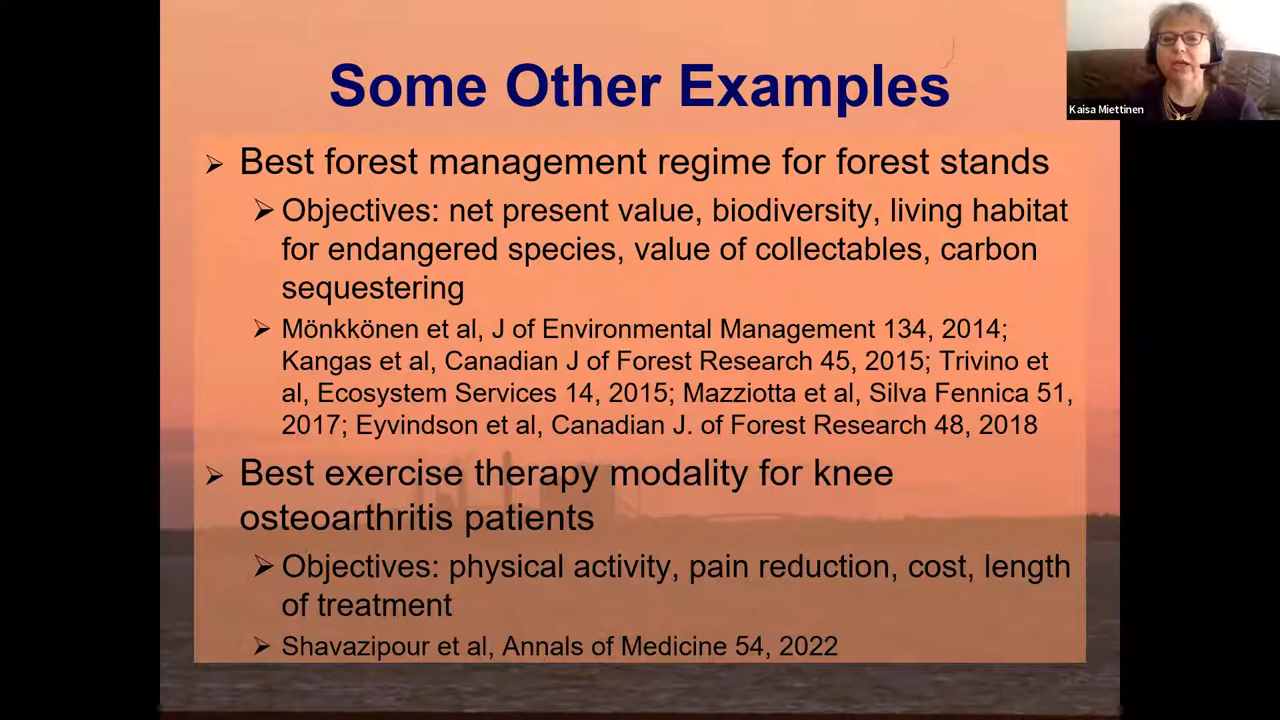 Some Other Examples
Kaisa Miettinen
Best forest management regime for forest stands
Objectives: net present value, biodiversity, living habitat
for endangered species, value of collectables, carbon
sequestering
Mönkkönen et al, J of Environmental Management 134, 2014;
Kangas et al, Canadian J of Forest Research 45, 2015; Trivino et
al, Ecosystem Services 14, 2015; Mazziotta et al, Silva Fennica 51,
2017; Eyvindson et al, Canadian J. of Forest Research 48, 2018
Best exercise therapy modality for knee
osteoarthritis patients
Objectives: physical activity, pain reduction, cost, length
of treatment
Shavazipour et al, Annals of Medicine 54, 2022